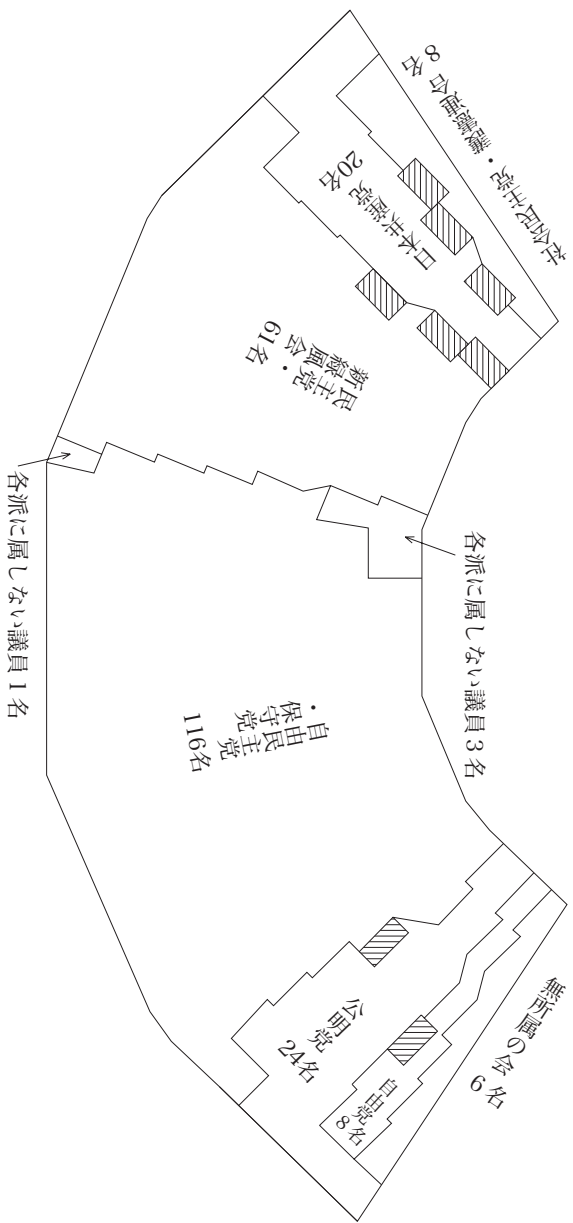 社会民主党・護憲連合
8名
日本共産党
20名
民主党・
新緑風会
61名
各派に属しない議員1名
各派に属しない議員3名
自由民主党
・保守党
116名
公明党
24名
自由党
8名
無所属の会
6名